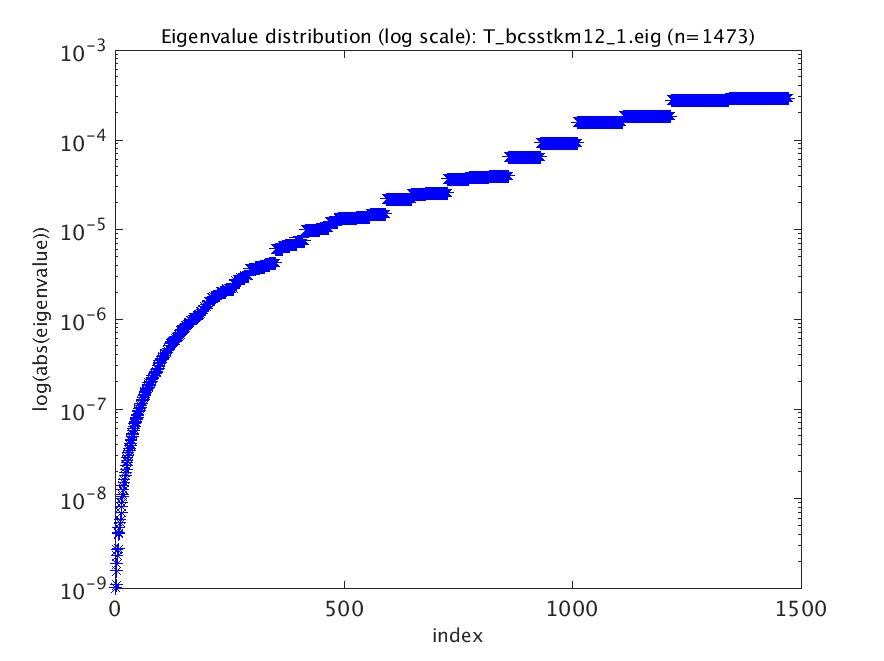 Eigenvalue distribution (log scale): T_bcsstkm12_1.eig (n=1473)
10^-3
10^-4
10^-5
10^-6
10^-7
10^-8
10^-9
log(abs(eigenvalue))
0 500 1000 1500
index